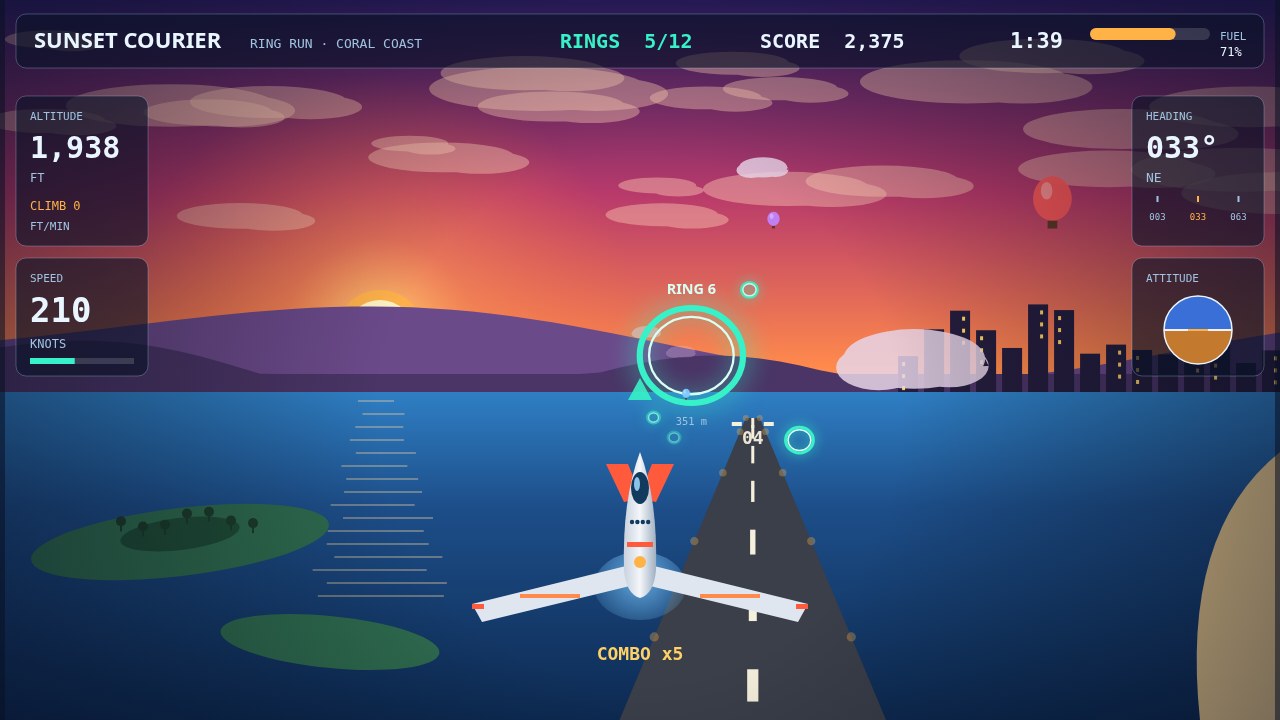 SUNSET COURIER
RING RUN · CORAL COAST
RINGS 5/12
SCORE 2,375
1:39
FUEL
71%
ALTITUDE
1,938
FT
CLIMB 0
FT/MIN
SPEED
210
KNOTS
HEADING
033°
NE
003 033 063
ATTITUDE
RING 6
351 m
04
COMBO x5